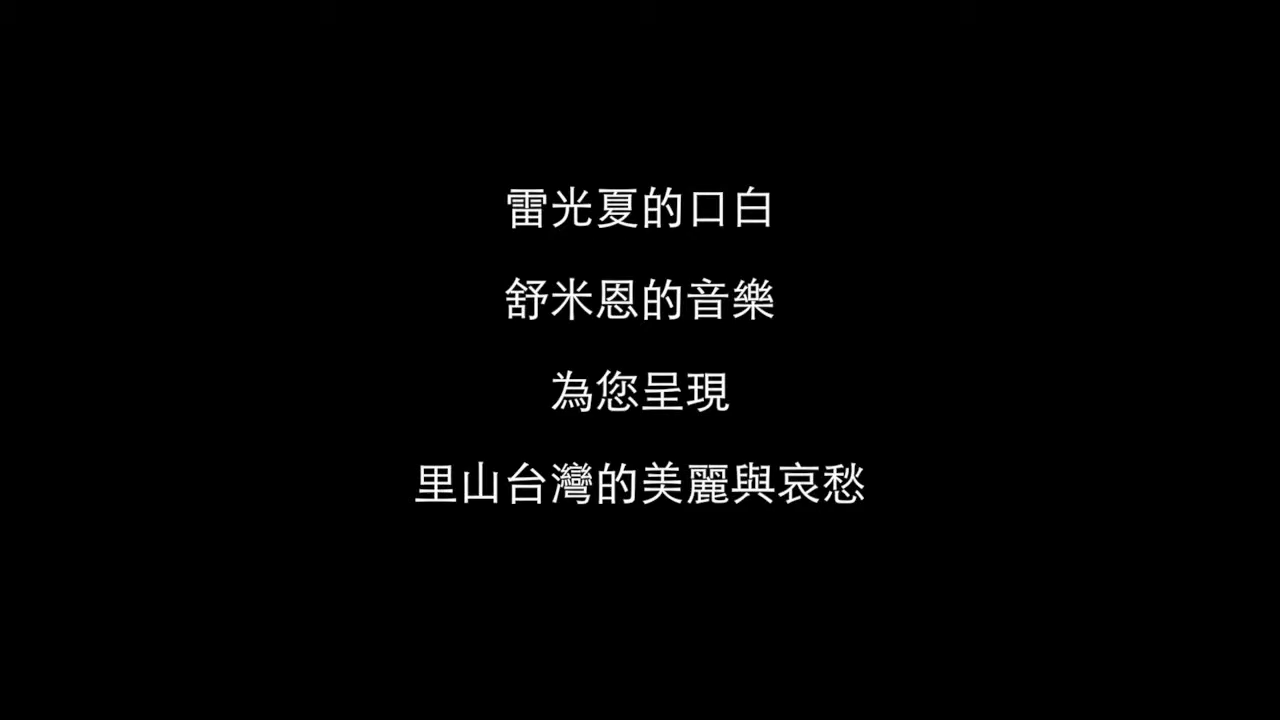 雷光夏的口白
舒米恩的音樂
為您呈現
里山台灣的美麗與哀愁